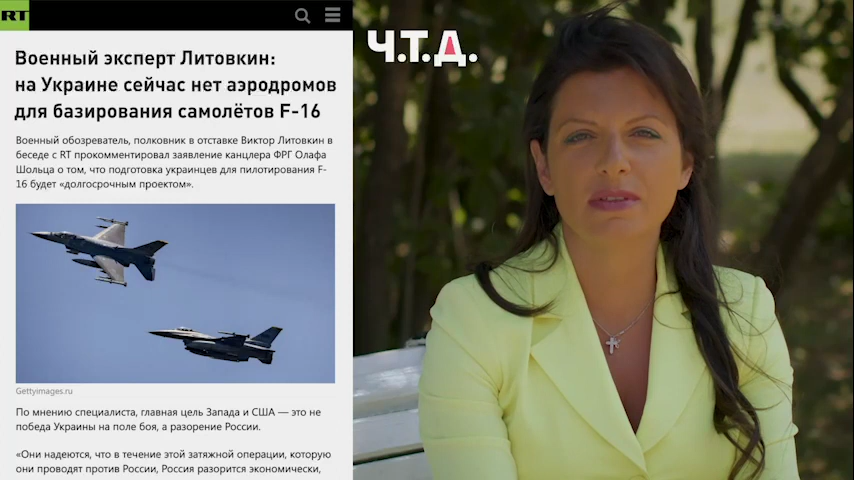 RT
Ч.Т.Д.
Военный эксперт Литовкин:
на Украине сейчас нет аэродромов
для базирования самолётов F-16
Военный обозреватель, полковник в отставке Виктор Литовкин в
беседе с RT прокомментировал заявление канцлера ФРГ Олафа
Шольца о том, что подготовка украинцев для пилотирования F-
16 будет «долгосрочным проектом».
Gettyimages.ru
По мнению специалиста, главная цель Запада и США — это не
победа Украины на поле боя, а разорение России.
«Они надеются, что в течение этой затяжной операции, которую
они проводят против России, Россия разорится экономически,